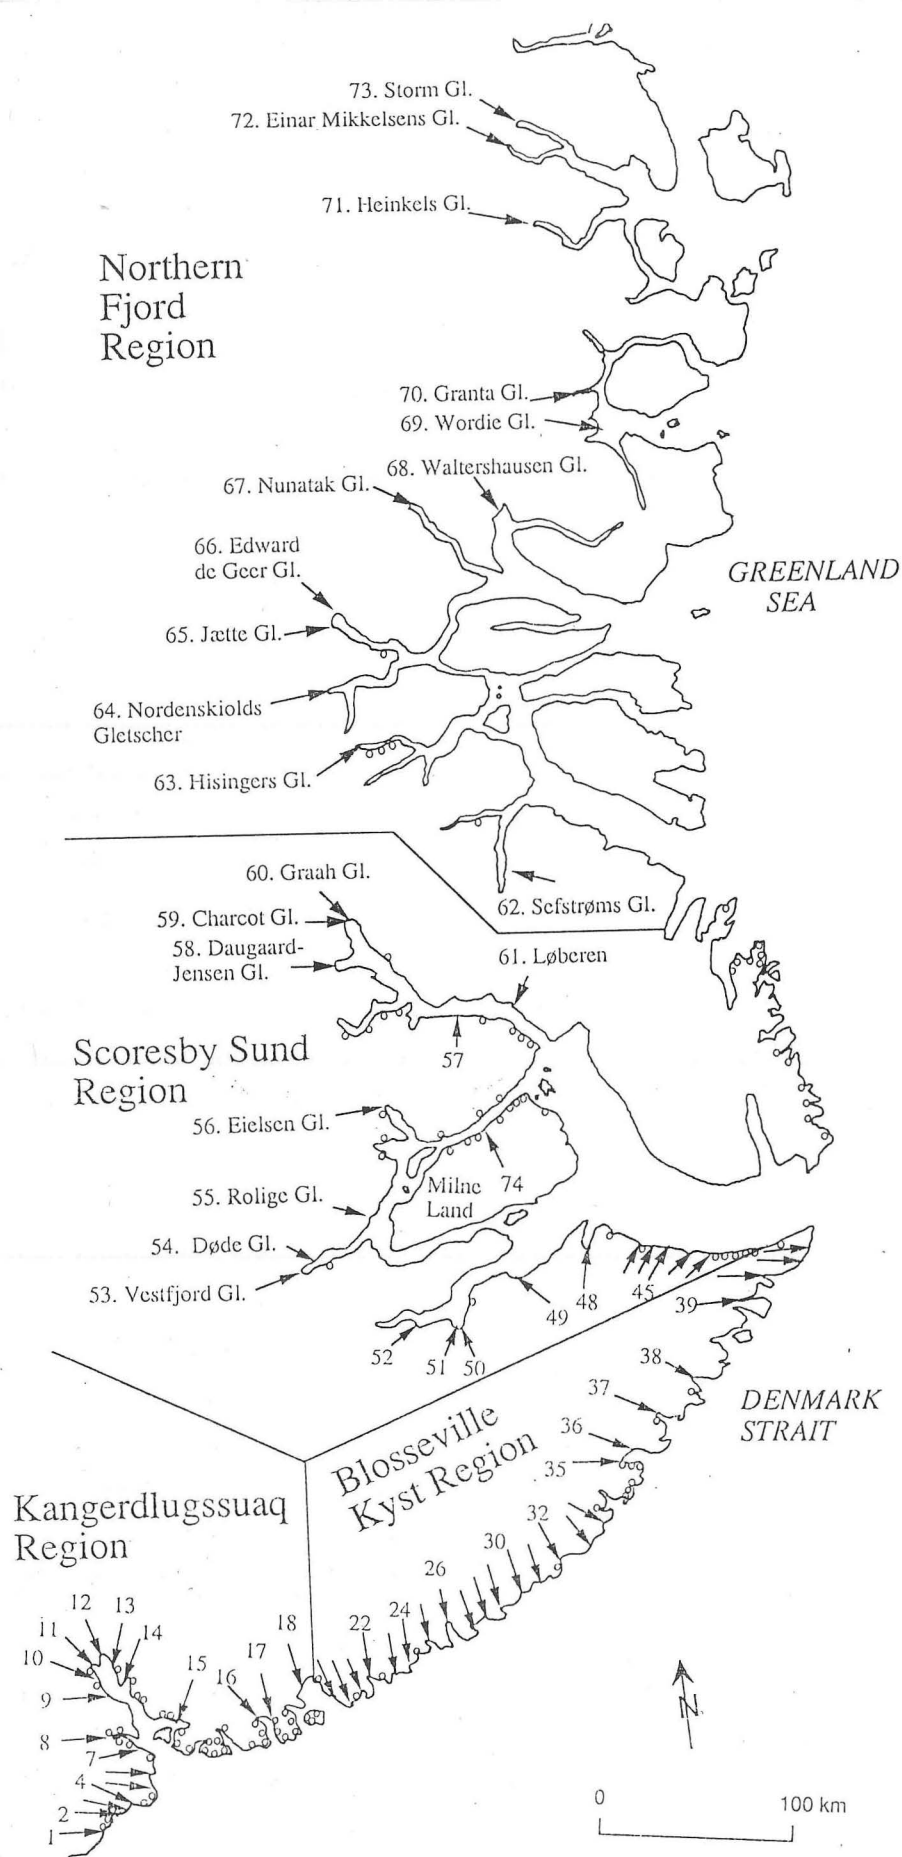 73. Storm Gl.
72. Einar Mikkelsens Gl.
71. Heinkels Gl.
Northern
Fjord
Region
70. Granta Gl.
69. Wordie Gl.
68. Waltershausen Gl.
67. Nunatak Gl.
66. Edward
de Geer Gl.
GREENLAND
SEA
65. Jætte Gl.
64. Nordenskiolds
Gletscher
63. Hisingers Gl.
60. Graah Gl.
62. Sefstrøms Gl.
59. Charcot Gl.
58. Daugaard-
Jensen Gl.
61. Løberen
57
Scoresby Sund
Region
56. Eielsen Gl.
74
Milne
Land
55. Rolige Gl.
54. Døde Gl.
53. Vestfjord Gl.
52
51
50
49
48
45
39
38
37
36
35
DENMARK
STRAIT
Blosseville
Kyst Region
32
30
26
24
22
Kangerdlugssuaq
Region
18
17
16
15
14
13
12
11
10
9
8
7
4
2
1
N
0
100 km